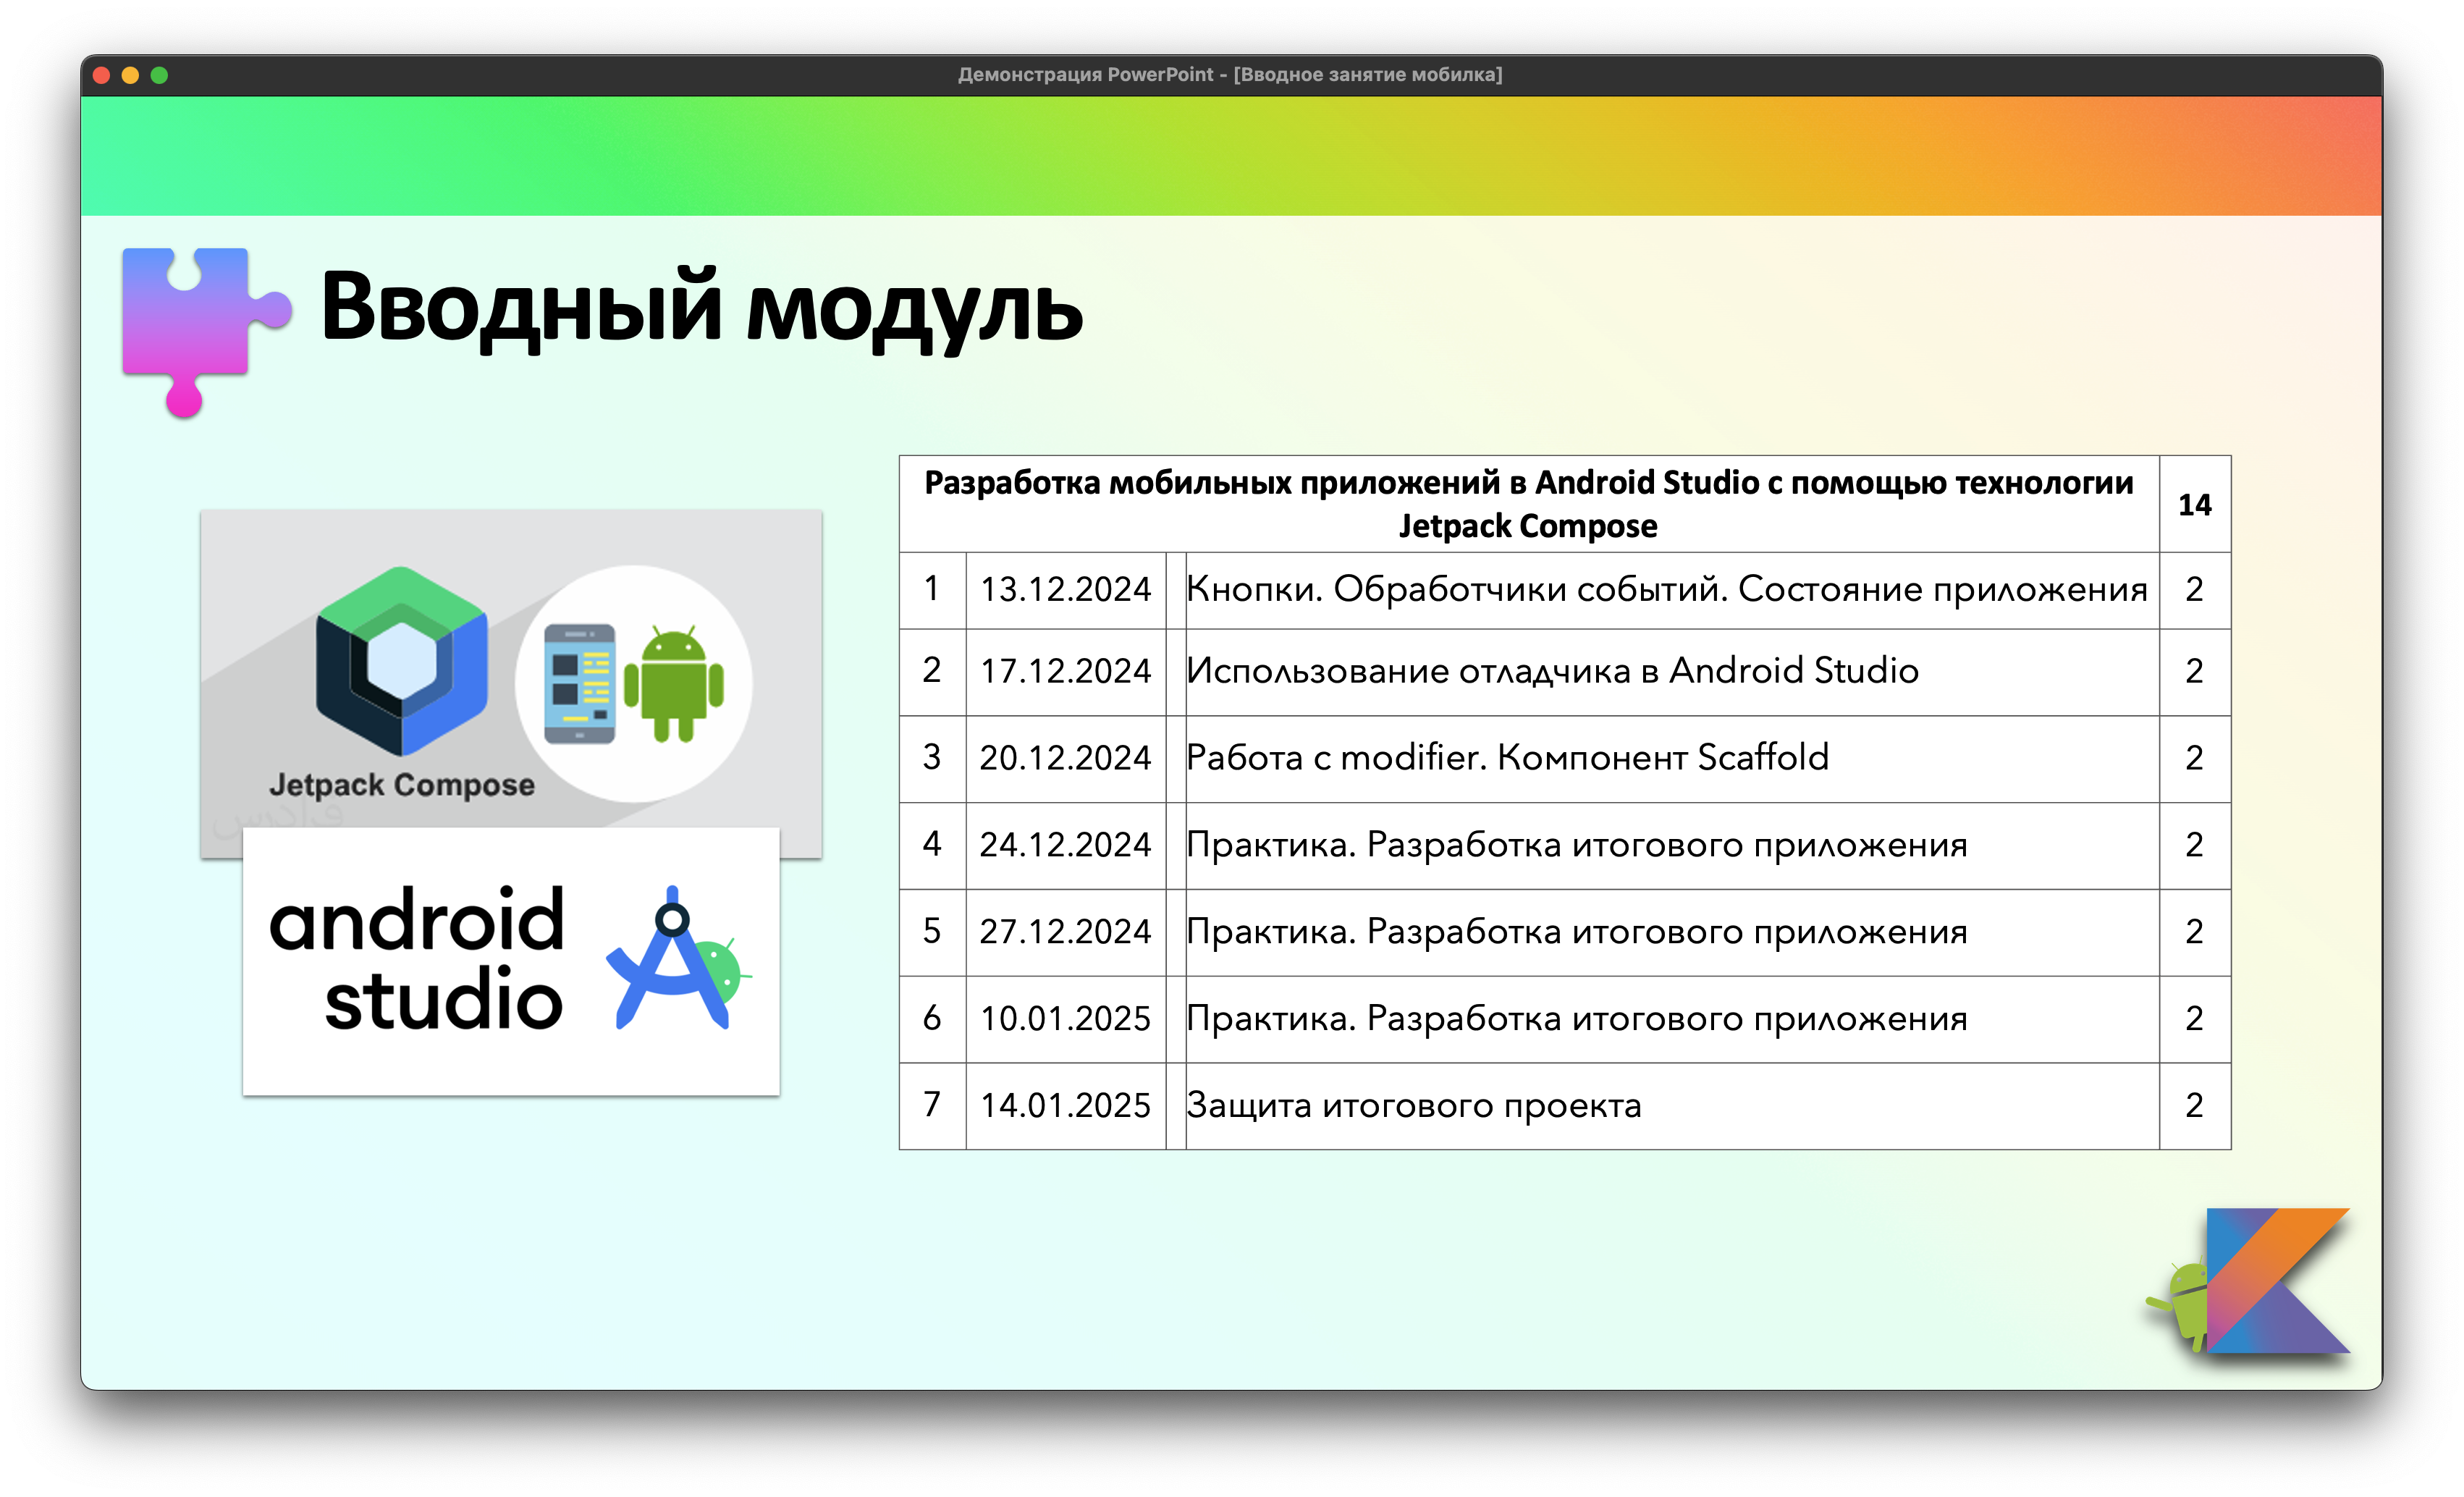 Демонстрация PowerPoint - [Вводное занятие мобилка]
Вводный модуль
Jetpack Compose
فرادرس
android
studio
Разработка мобильных приложений в Android Studio с помощью технологии
Jetpack Compose
14
1 13.12.2024 Кнопки. Обработчики событий. Состояние приложения 2
2 17.12.2024 Использование отладчика в Android Studio 2
3 20.12.2024 Работа с modifier. Компонент Scaffold 2
4 24.12.2024 Практика. Разработка итогового приложения 2
5 27.12.2024 Практика. Разработка итогового приложения 2
6 10.01.2025 Практика. Разработка итогового приложения 2
7 14.01.2025 Защита итогового проекта 2